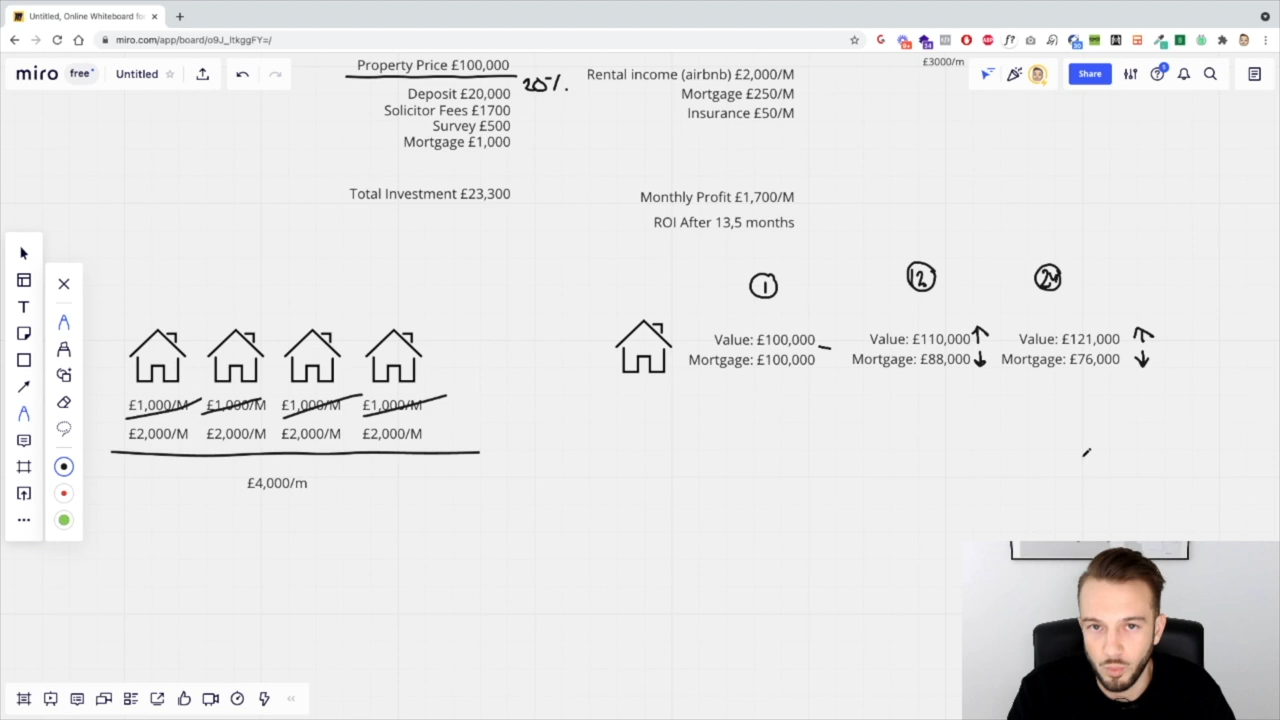 Untitled, Online Whiteboard for
miro.com/app/board/o9J_ltkggFY=/
miro
free
Untitled
Share
Property Price £100,000
20%.
Deposit £20,000
Solicitor Fees £1700
Survey £500
Mortgage £1,000
Total Investment £23,300
Rental income (airbnb) £2,000/M
Mortgage £250/M
Insurance £50/M
Monthly Profit £1,700/M
ROI After 13,5 months
£3000/m
1
12
24
Value: £100,000
Mortgage: £100,000
Value: £110,000
Mortgage: £88,000
Value: £121,000
Mortgage: £76,000
£1,000/M £1,000/M £1,000/M £1,000/M
£2,000/M £2,000/M £2,000/M £2,000/M
£4,000/m